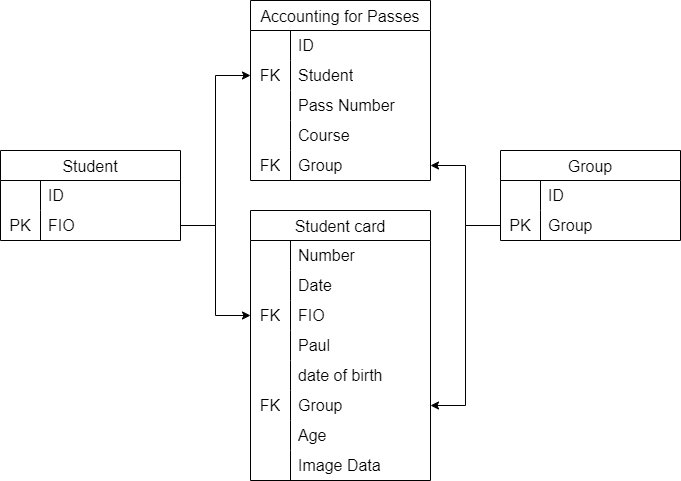 Accounting for Passes
ID
FK Student
Pass Number
Course
FK Group
Student
ID
PK FIO
Group
ID
PK Group
Student card
Number
Date
FK FIO
Paul
date of birth
FK Group
Age
Image Data